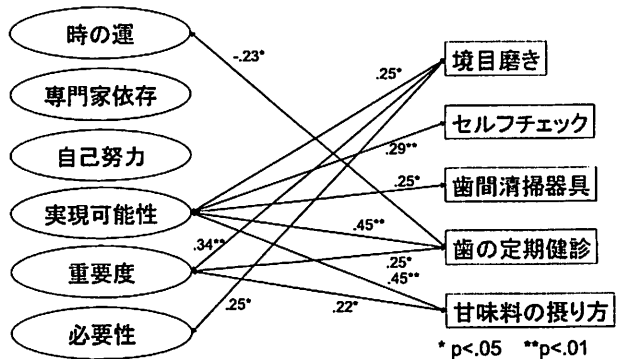 時の運
専門家依存
自己努力
実現可能性
重要度
必要性
-.23*
.25*
.29**
.25*
.45**
.34**
.25*
.45**
.22*
.25*
境目磨き
セルフチェック
歯間清掃器具
歯の定期健診
甘味料の摂り方
* p<.05 **p<.01